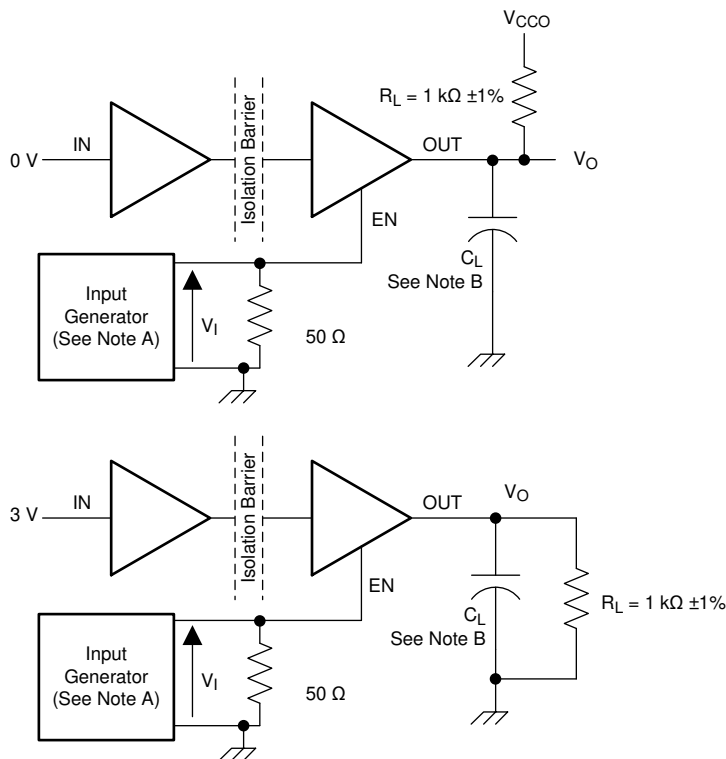 V_CCO
R_L = 1 kΩ ±1%
Isolation Barrier
IN
OUT
0 V
V_O
EN
C_L
See Note B
Input
Generator
(See Note A)
V_I
50 Ω
Isolation Barrier
IN
OUT
V_O
3 V
EN
C_L
See Note B
R_L = 1 kΩ ±1%
Input
Generator
(See Note A)
V_I
50 Ω